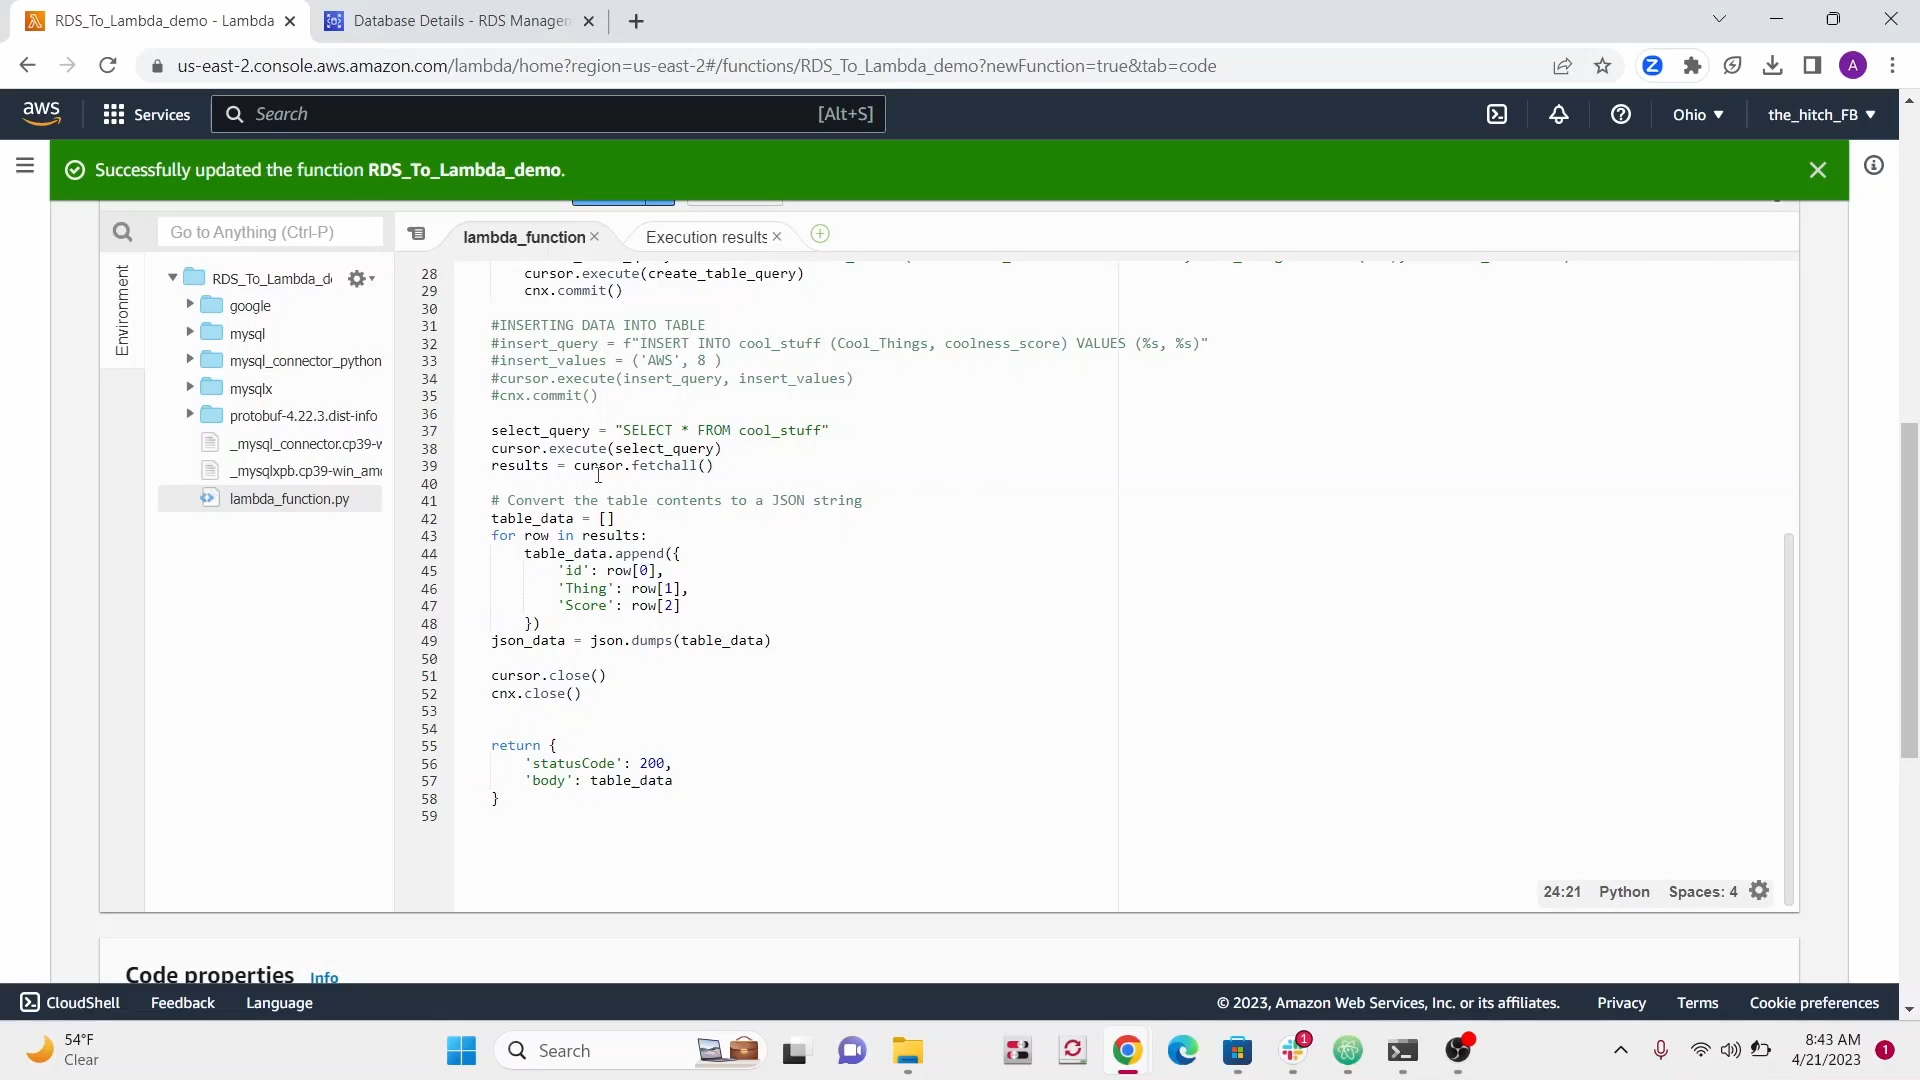 RDS_To_Lambda_demo - Lambda
Database Details - RDS Managem
us-east-2.console.aws.amazon.com/lambda/home?region=us-east-2#/functions/RDS_To_Lambda_demo?newFunction=true&tab=code
A
aws
Services
Search
[Alt+S]
Ohio
the_hitch_FB
Successfully updated the function RDS_To_Lambda_demo.
Go to Anything (Ctrl-P)
lambda_function
Execution results
Environment
RDS_To_Lambda_de
google
mysql
mysql_connector_python
mysqlx
protobuf-4.22.3.dist-info
_mysql_connector.cp39-w
_mysqlxpb.cp39-win_amd
lambda_function.py
28 cursor.execute(create_table_query)
29 cnx.commit()
30
31 #INSERTING DATA INTO TABLE
32 #insert_query = f"INSERT INTO cool_stuff (Cool_Things, coolness_score) VALUES (%s, %s)"
33 #insert_values = ('AWS', 8 )
34 #cursor.execute(insert_query, insert_values)
35 #cnx.commit()
36
37 select_query = "SELECT * FROM cool_stuff"
38 cursor.execute(select_query)
39 results = cursor.fetchall()
40
41 # Convert the table contents to a JSON string
42 table_data = []
43 for row in results:
44 table_data.append({
45 'id': row[0],
46 'Thing': row[1],
47 'Score': row[2]
48 })
49 json_data = json.dumps(table_data)
50
51 cursor.close()
52 cnx.close()
53
54
55 return {
56 'statusCode': 200,
57 'body': table_data
58 }
59
24:21 Python Spaces: 4
Code properties Info
CloudShell Feedback Language
© 2023, Amazon Web Services, Inc. or its affiliates. Privacy Terms Cookie preferences
54°F
Clear
Search
1
8:43 AM
4/21/2023
1